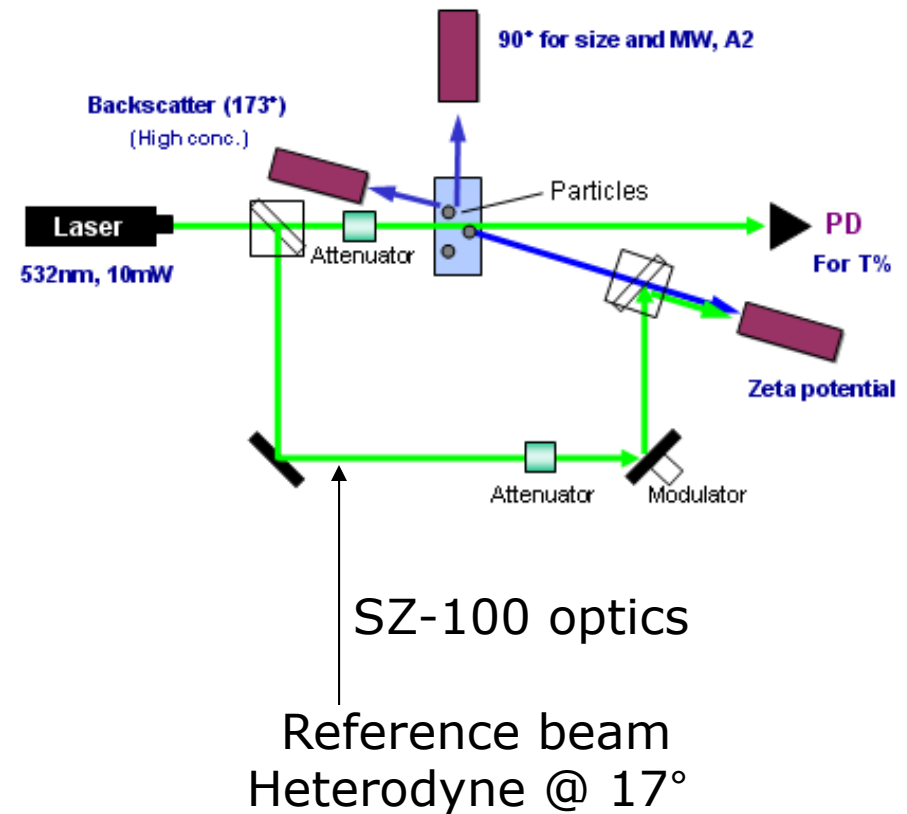 90° for size and MW, A2
Backscatter (173°)
(High conc.)
Particles
Laser
Attenuator
PD
532nm, 10mW
For T%
Zeta potential
Attenuator
Modulator
SZ-100 optics
Reference beam
Heterodyne @ 17°